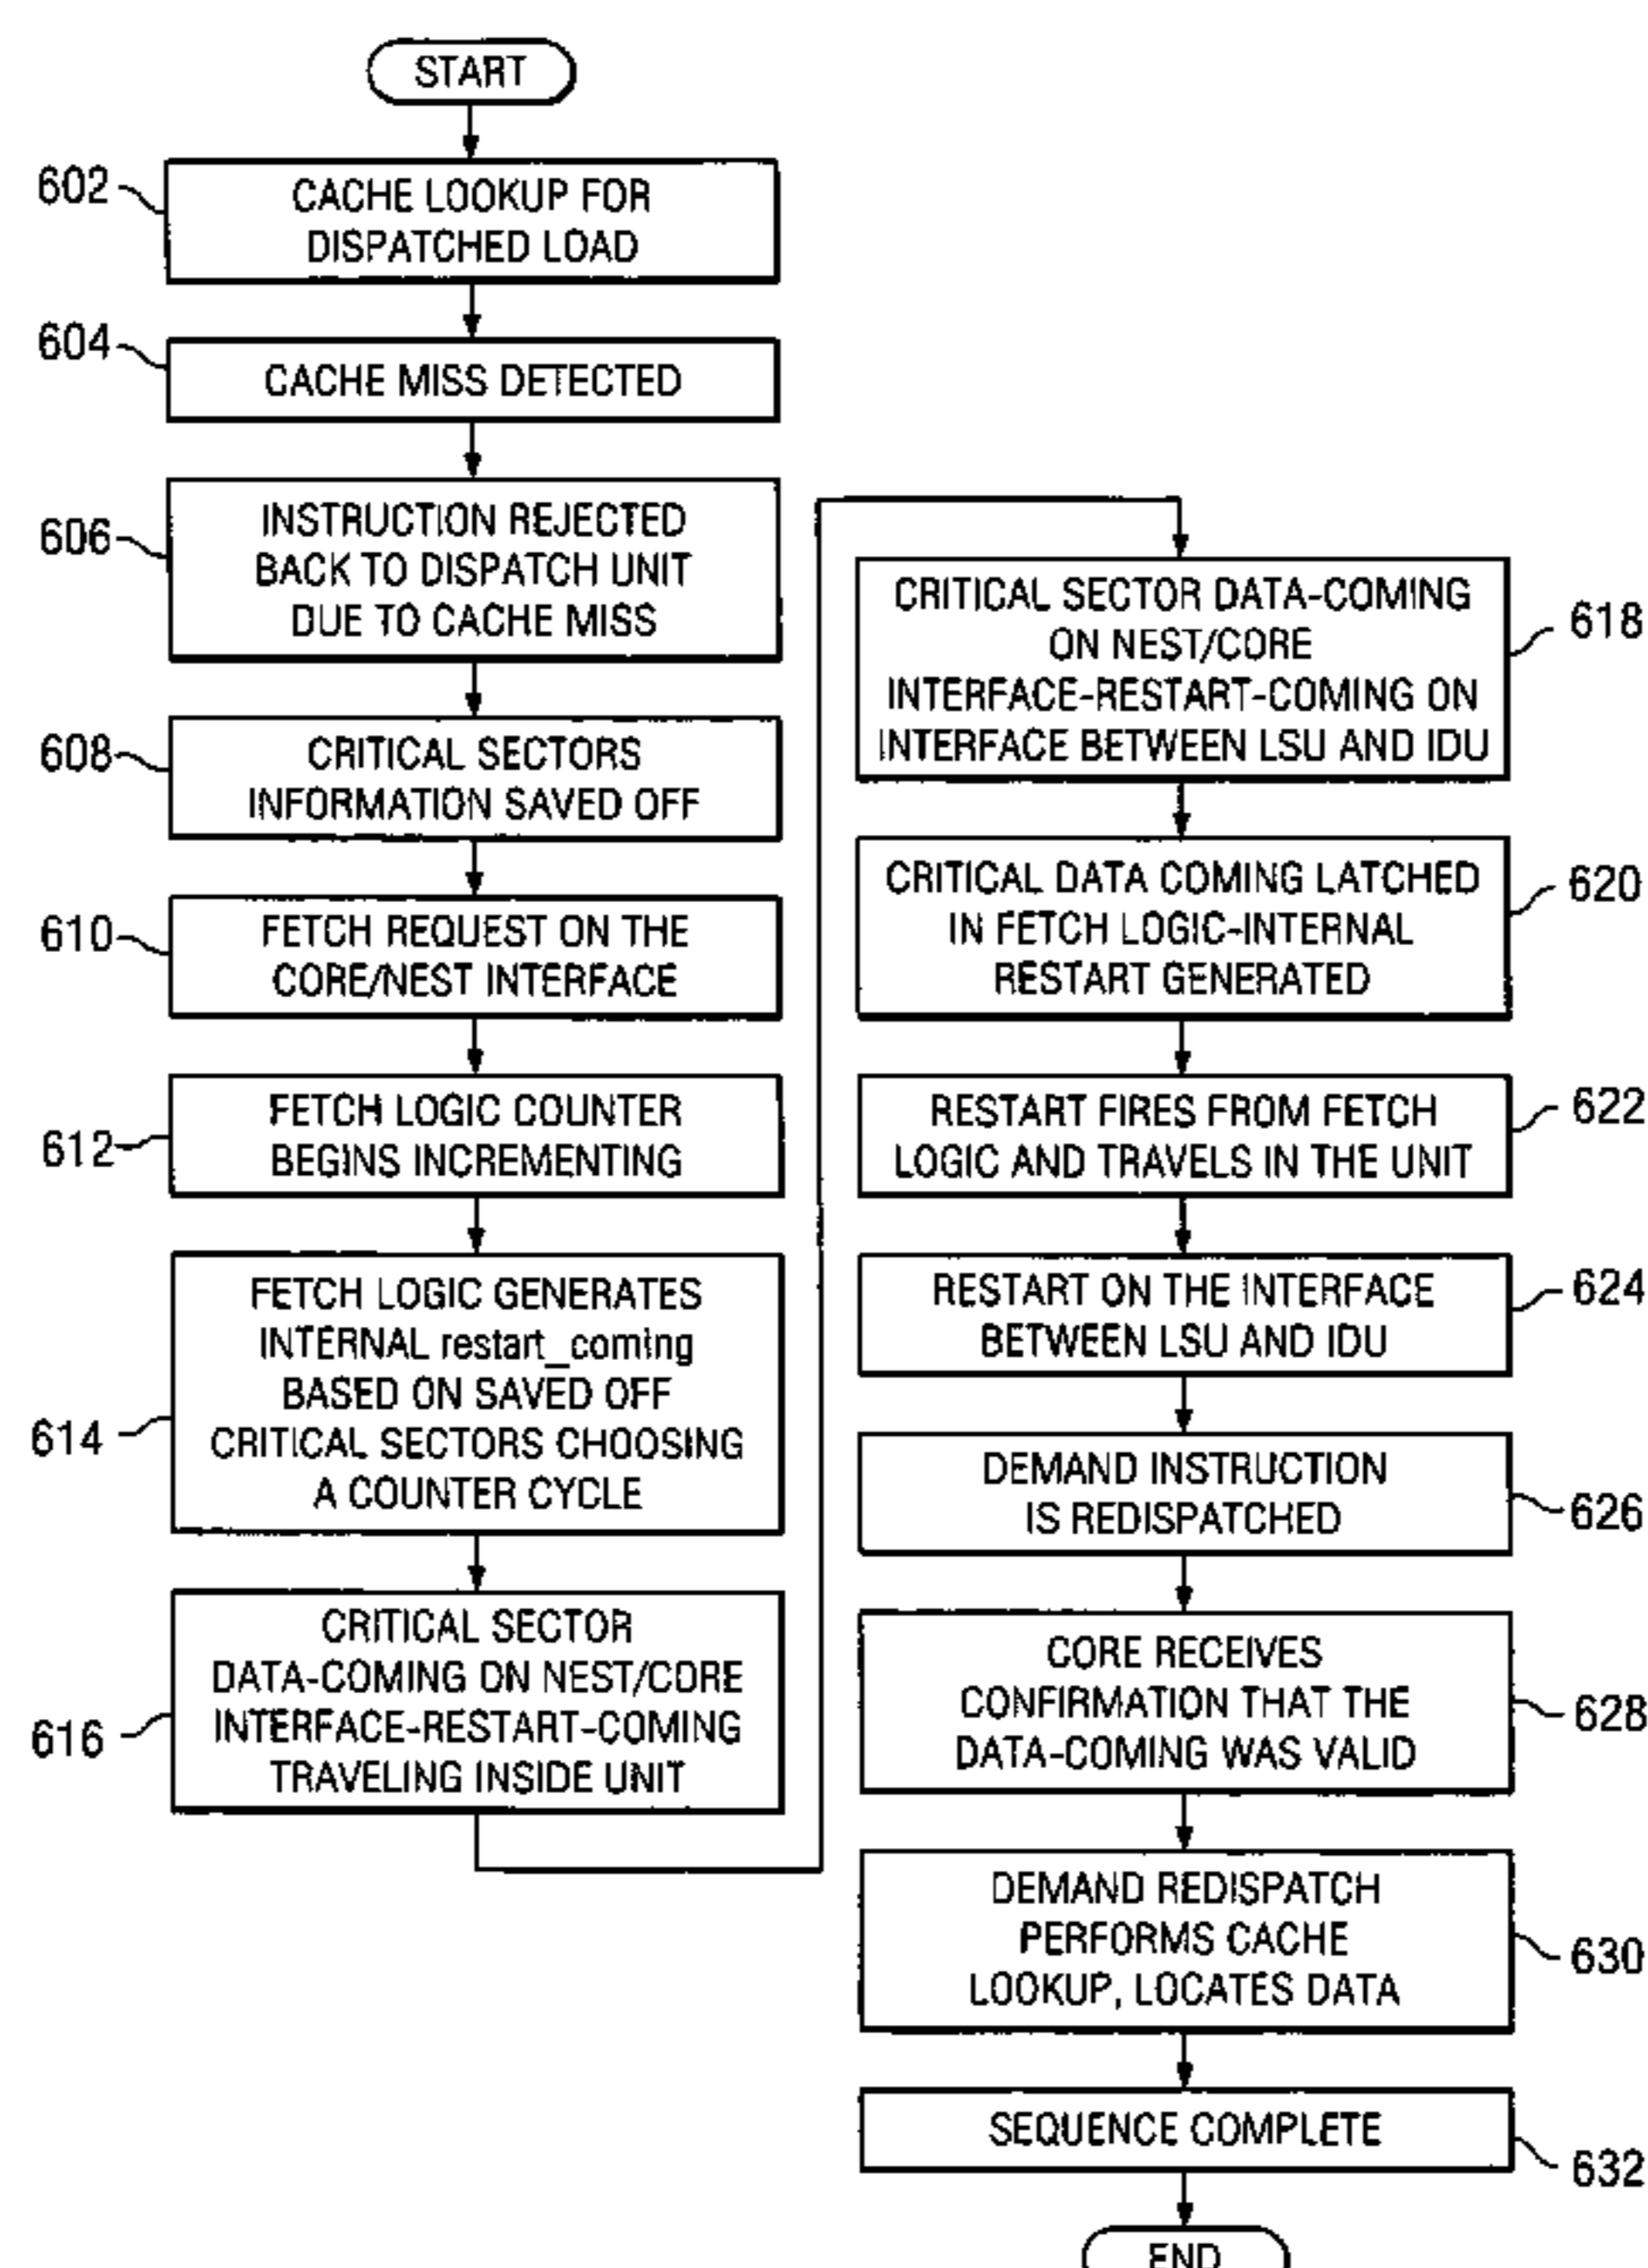 START
602
CACHE LOOKUP FOR
DISPATCHED LOAD
604
CACHE MISS DETECTED
606
INSTRUCTION REJECTED
BACK TO DISPATCH UNIT
DUE TO CACHE MISS
608
CRITICAL SECTORS
INFORMATION SAVED OFF
610
FETCH REQUEST ON THE
CORE/NEST INTERFACE
612
FETCH LOGIC COUNTER
BEGINS INCREMENTING
614
FETCH LOGIC GENERATES
INTERNAL restart_coming
BASED ON SAVED OFF
CRITICAL SECTORS CHOOSING
A COUNTER CYCLE
616
CRITICAL SECTOR
DATA-COMING ON NEST/CORE
INTERFACE-RESTART-COMING
TRAVELING INSIDE UNIT
618
CRITICAL SECTOR DATA-COMING
ON NEST/CORE
INTERFACE-RESTART-COMING ON
INTERFACE BETWEEN LSU AND IDU
620
CRITICAL DATA COMING LATCHED
IN FETCH LOGIC-INTERNAL
RESTART GENERATED
622
RESTART FIRES FROM FETCH
LOGIC AND TRAVELS IN THE UNIT
624
RESTART ON THE INTERFACE
BETWEEN LSU AND IDU
626
DEMAND INSTRUCTION
IS REDISPATCHED
628
CORE RECEIVES
CONFIRMATION THAT THE
DATA-COMING WAS VALID
630
DEMAND REDISPATCH
PERFORMS CACHE
LOOKUP, LOCATES DATA
632
SEQUENCE COMPLETE
END